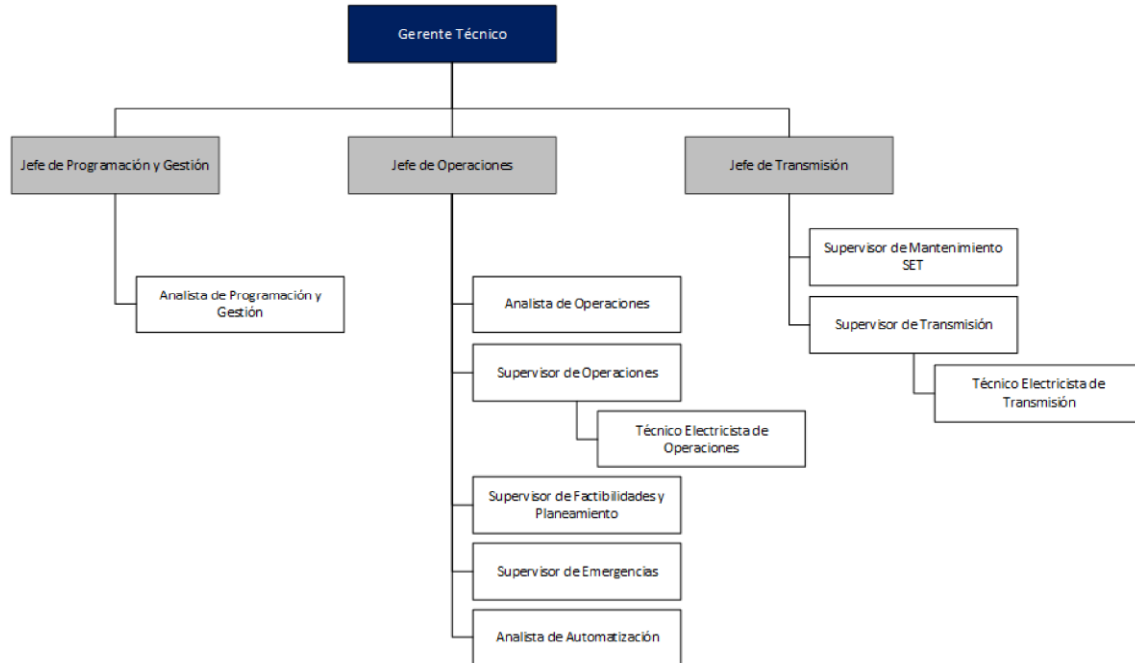 Gerente Técnico
Jefe de Programación y Gestión
Jefe de Operaciones
Jefe de Transmisión
Analista de Programación y
Gestión
Analista de Operaciones
Supervisor de Operaciones
Técnico Electricista de
Operaciones
Supervisor de Factibilidades y
Planeamiento
Supervisor de Emergencias
Analista de Automatización
Supervisor de Mantenimiento
SET
Supervisor de Transmisión
Técnico Electricista de
Transmisión